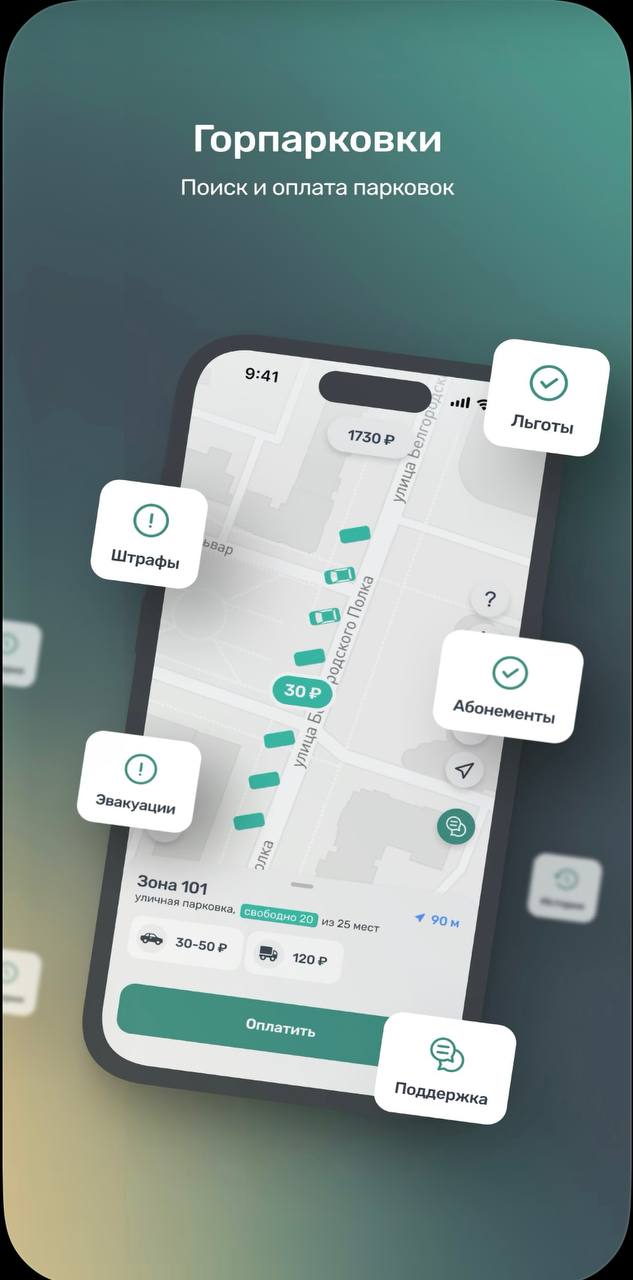 Горпарковки
Поиск и оплата парковок
9:41
Льготы
1730 ₽
улица Белгородск
Штрафы
ьвар
?
родского Полка
Абонементы
30 ₽
улица Б
Эвакуации
олка
Зона 101
90 м
уличная парковка, свободно 20 из 25 мест
30-50 ₽
120 ₽
Оплатить
Поддержка